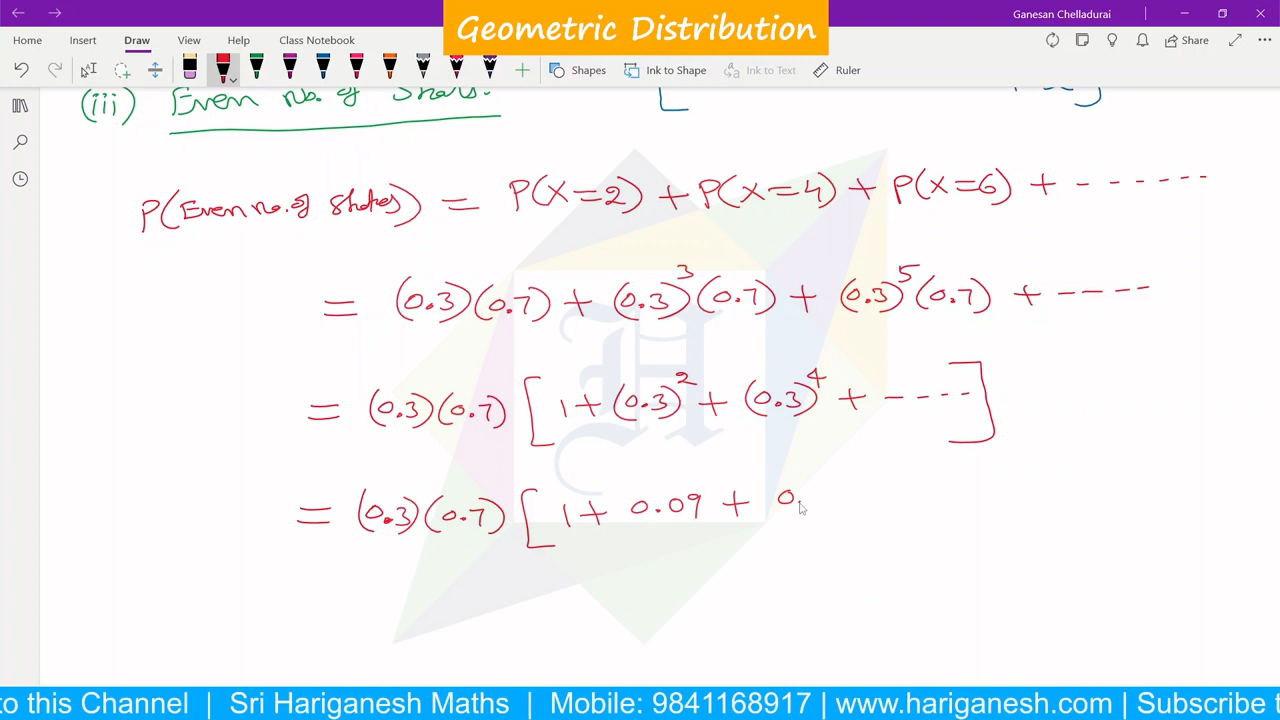 Geometric Distribution
Ganesan Chelladurai
Home Insert Draw View Help Class Notebook
Share
Shapes Ink to Shape Ink to Text Ruler
(iii) Even no. of Shots.
P(Even no. of Shotes) = P(X=2) + P(X=4) + P(X=6) + -------
= (0.3)(0.7) + (0.3)³(0.7) + (0.3)⁵(0.7) + ----
= (0.3)(0.7) [ 1 + (0.3)² + (0.3)⁴ + ---- ]
= (0.3)(0.7) [ 1 + 0.09 + 0.
H
to this Channel | Sri Hariganesh Maths | Mobile: 9841168917 | www.hariganesh.com | Subscribe t